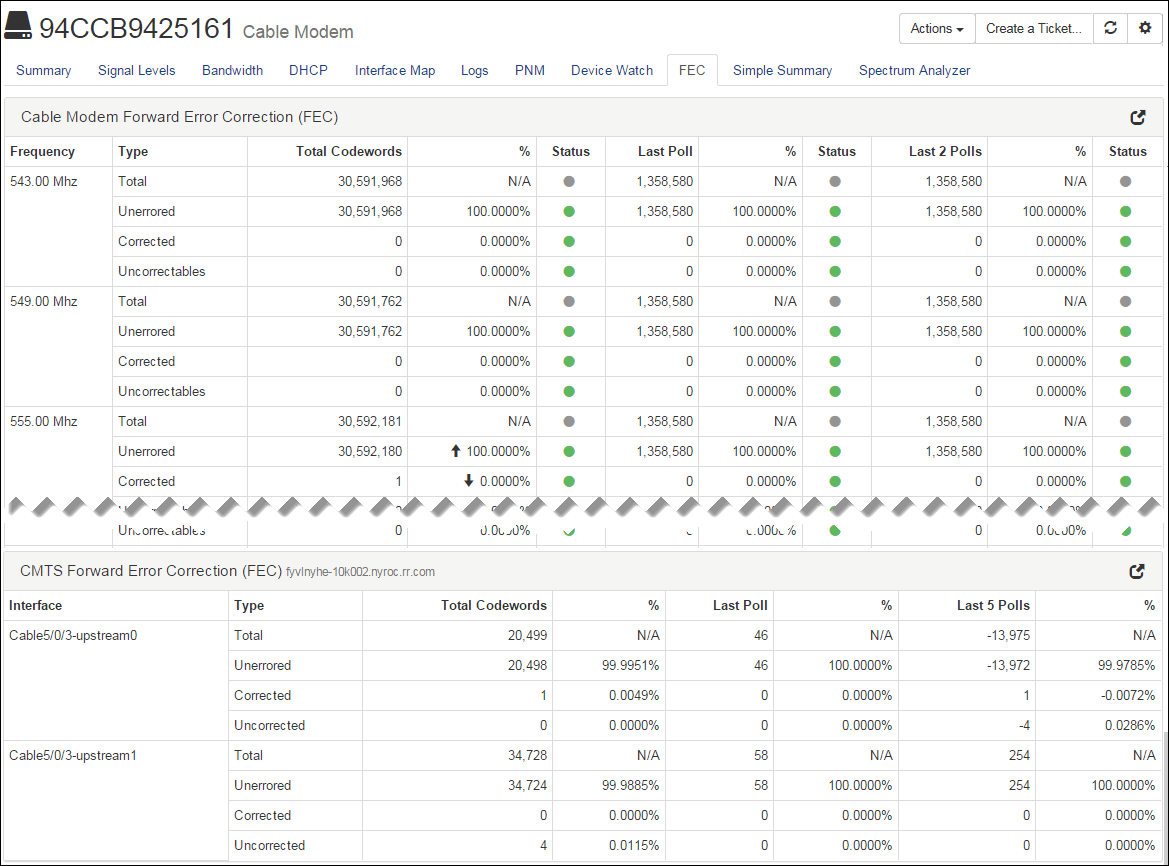 94CCB9425161 Cable Modem
Actions Create a Ticket...
Summary Signal Levels Bandwidth DHCP Interface Map Logs PNM Device Watch FEC Simple Summary Spectrum Analyzer
Cable Modem Forward Error Correction (FEC)
Frequency Type Total Codewords % Status Last Poll % Status Last 2 Polls % Status
543.00 Mhz Total 30,591,968 N/A 1,358,580 N/A 1,358,580 N/A
Unerrored 30,591,968 100.0000% 1,358,580 100.0000% 1,358,580 100.0000%
Corrected 0 0.0000% 0 0.0000% 0 0.0000%
Uncorrectables 0 0.0000% 0 0.0000% 0 0.0000%
549.00 Mhz Total 30,591,762 N/A 1,358,580 N/A 1,358,580 N/A
Unerrored 30,591,762 100.0000% 1,358,580 100.0000% 1,358,580 100.0000%
Corrected 0 0.0000% 0 0.0000% 0 0.0000%
Uncorrectables 0 0.0000% 0 0.0000% 0 0.0000%
555.00 Mhz Total 30,592,181 N/A 1,358,580 N/A 1,358,580 N/A
Unerrored 30,592,180 100.0000% 1,358,580 100.0000% 1,358,580 100.0000%
Corrected 1 0.0000% 0 0.0000% 0 0.0000%
Uncorrectables 0 0.0000% 0.0000% 0 0.0000%
CMTS Forward Error Correction (FEC) fyvlnyhe-10k002.nyroc.rr.com
Interface Type Total Codewords % Last Poll % Last 5 Polls %
Cable5/0/3-upstream0 Total 20,499 N/A 46 N/A -13,975 N/A
Unerrored 20,498 99.9951% 46 100.0000% -13,972 99.9785%
Corrected 1 0.0049% 0 0.0000% 1 -0.0072%
Uncorrected 0 0.0000% 0 0.0000% -4 0.0286%
Cable5/0/3-upstream1 Total 34,728 N/A 58 N/A 254 N/A
Unerrored 34,724 99.9885% 58 100.0000% 254 100.0000%
Corrected 0 0.0000% 0 0.0000% 0 0.0000%
Uncorrected 4 0.0115% 0 0.0000% 0 0.0000%